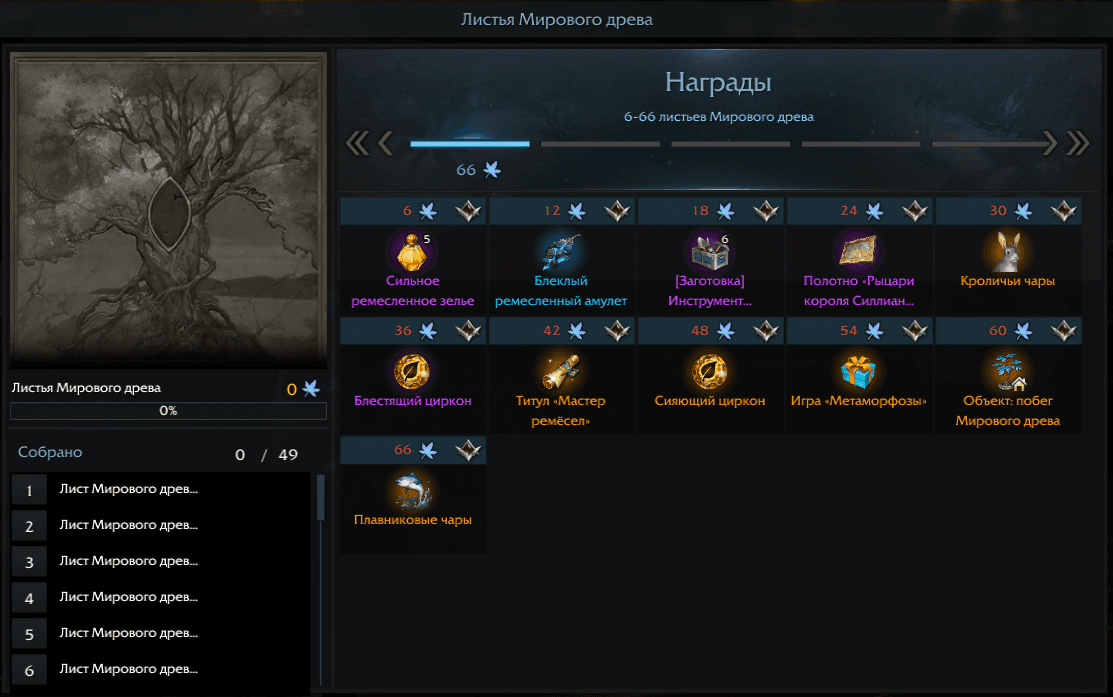 Листья Мирового древа
Награды
6-66 листьев Мирового древа
66
6
12
18
24
30
5
6
Сильное
ремесленное зелье
Блеклый
ремесленный амулет
[Заготовка]
Инструмент...
Полотно «Рыцари
короля Силлиан...
Кроличьи чары
36
42
48
54
60
Блестящий циркон
Титул «Мастер
ремёсел»
Сияющий циркон
Игра «Метаморфозы»
Объект: побег
Мирового древа
66
Плавниковые чары
Листья Мирового древа
0
0%
Собрано
0 / 49
1 Лист Мирового древ...
2 Лист Мирового древ...
3 Лист Мирового древ...
4 Лист Мирового древ...
5 Лист Мирового древ...
6 Лист Мирового древ...